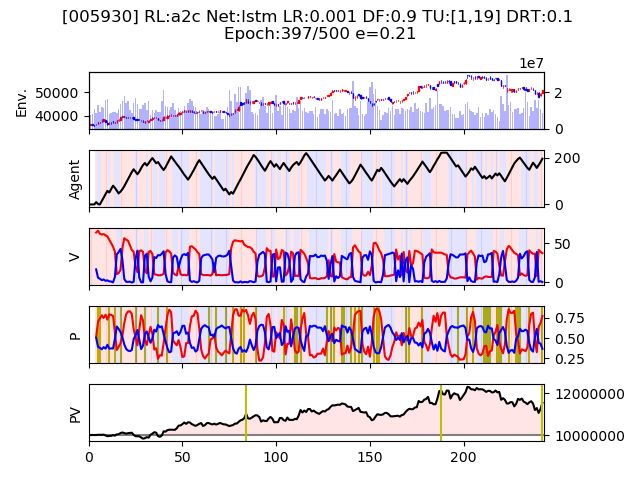 [005930] RL:a2c Net:lstm LR:0.001 DF:0.9 TU:[1,19] DRT:0.1
Epoch:397/500 e=0.21
1e7
Env.
50000
40000
2
0
Agent
200
0
V
50
0
P
0.75
0.50
0.25
PV
12000000
10000000
0 50 100 150 200